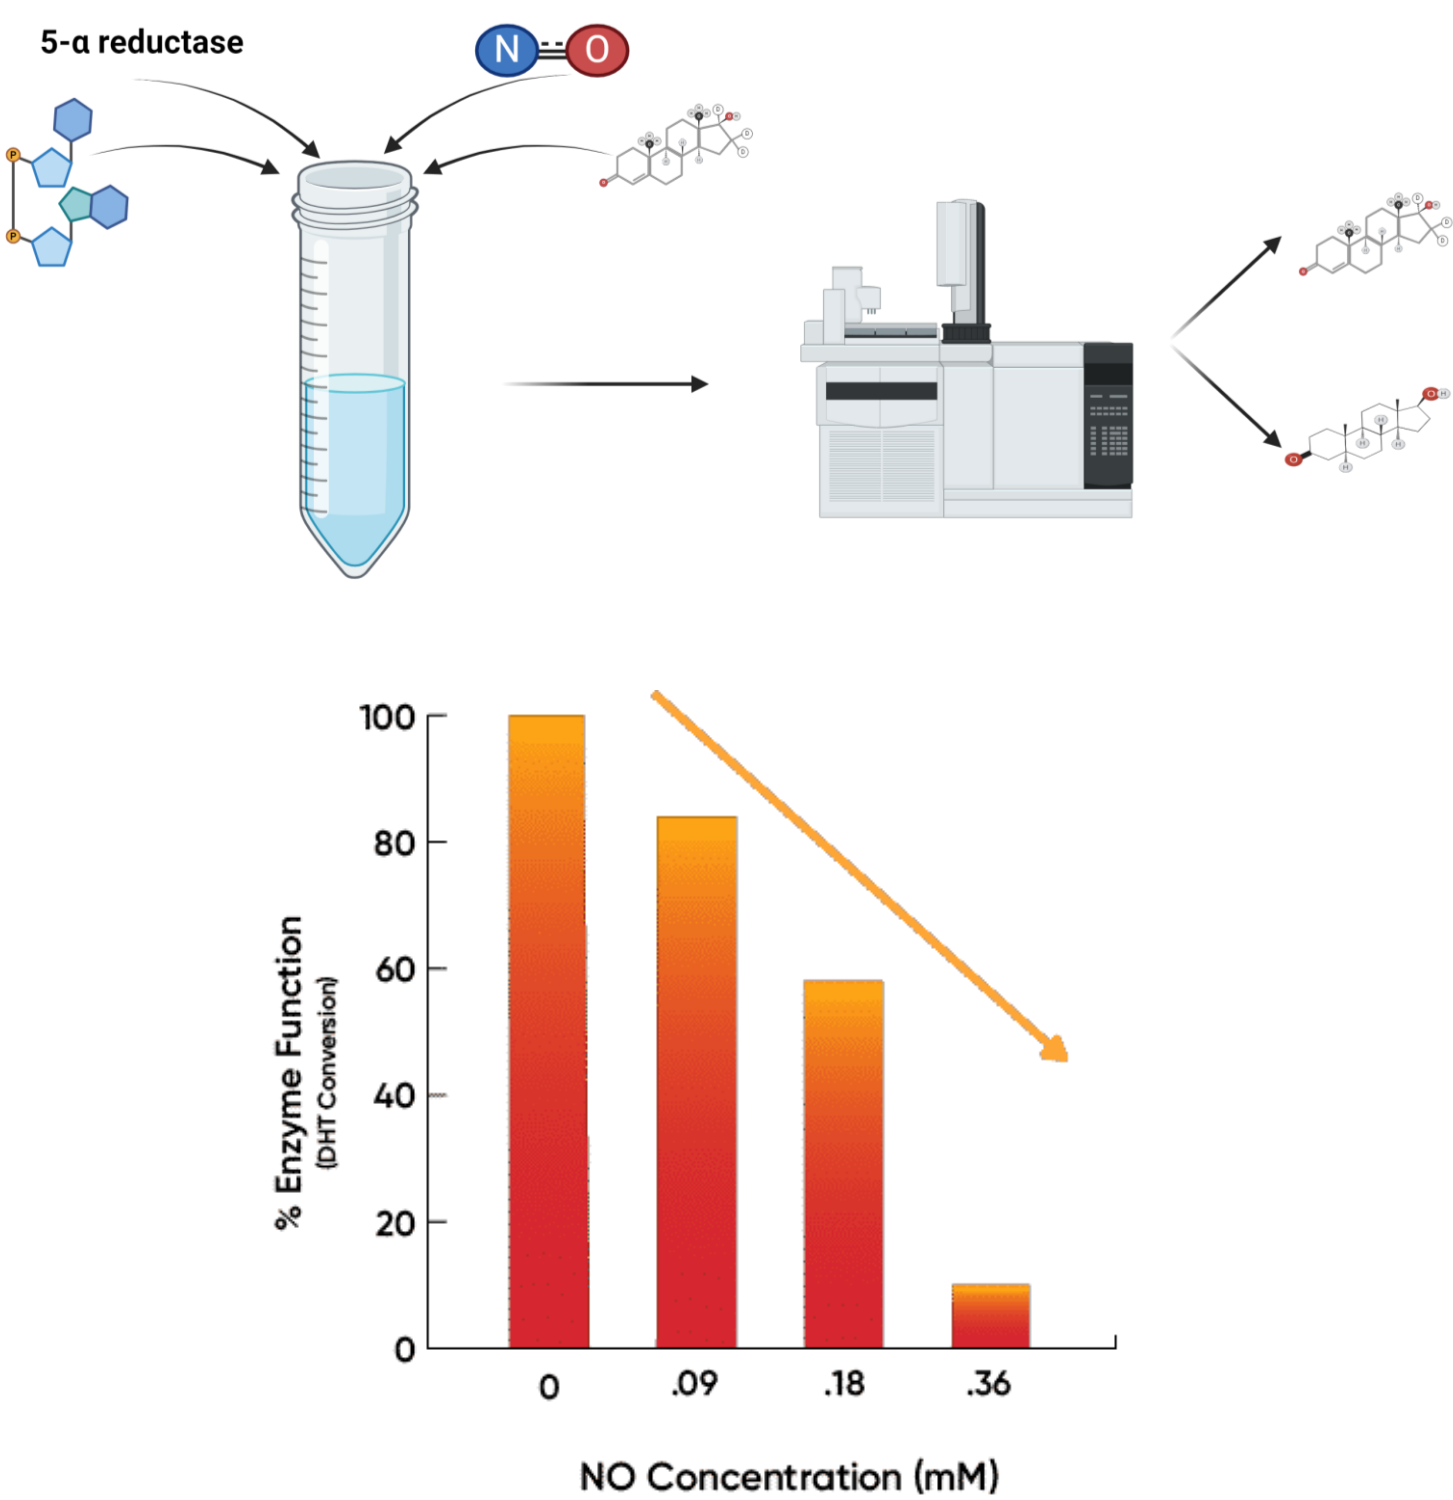 5-α reductase
N O
P
P
100
80
60
40
20
0
% Enzyme Function
(DHT Conversion)
0 .09 .18 .36
NO Concentration (mM)